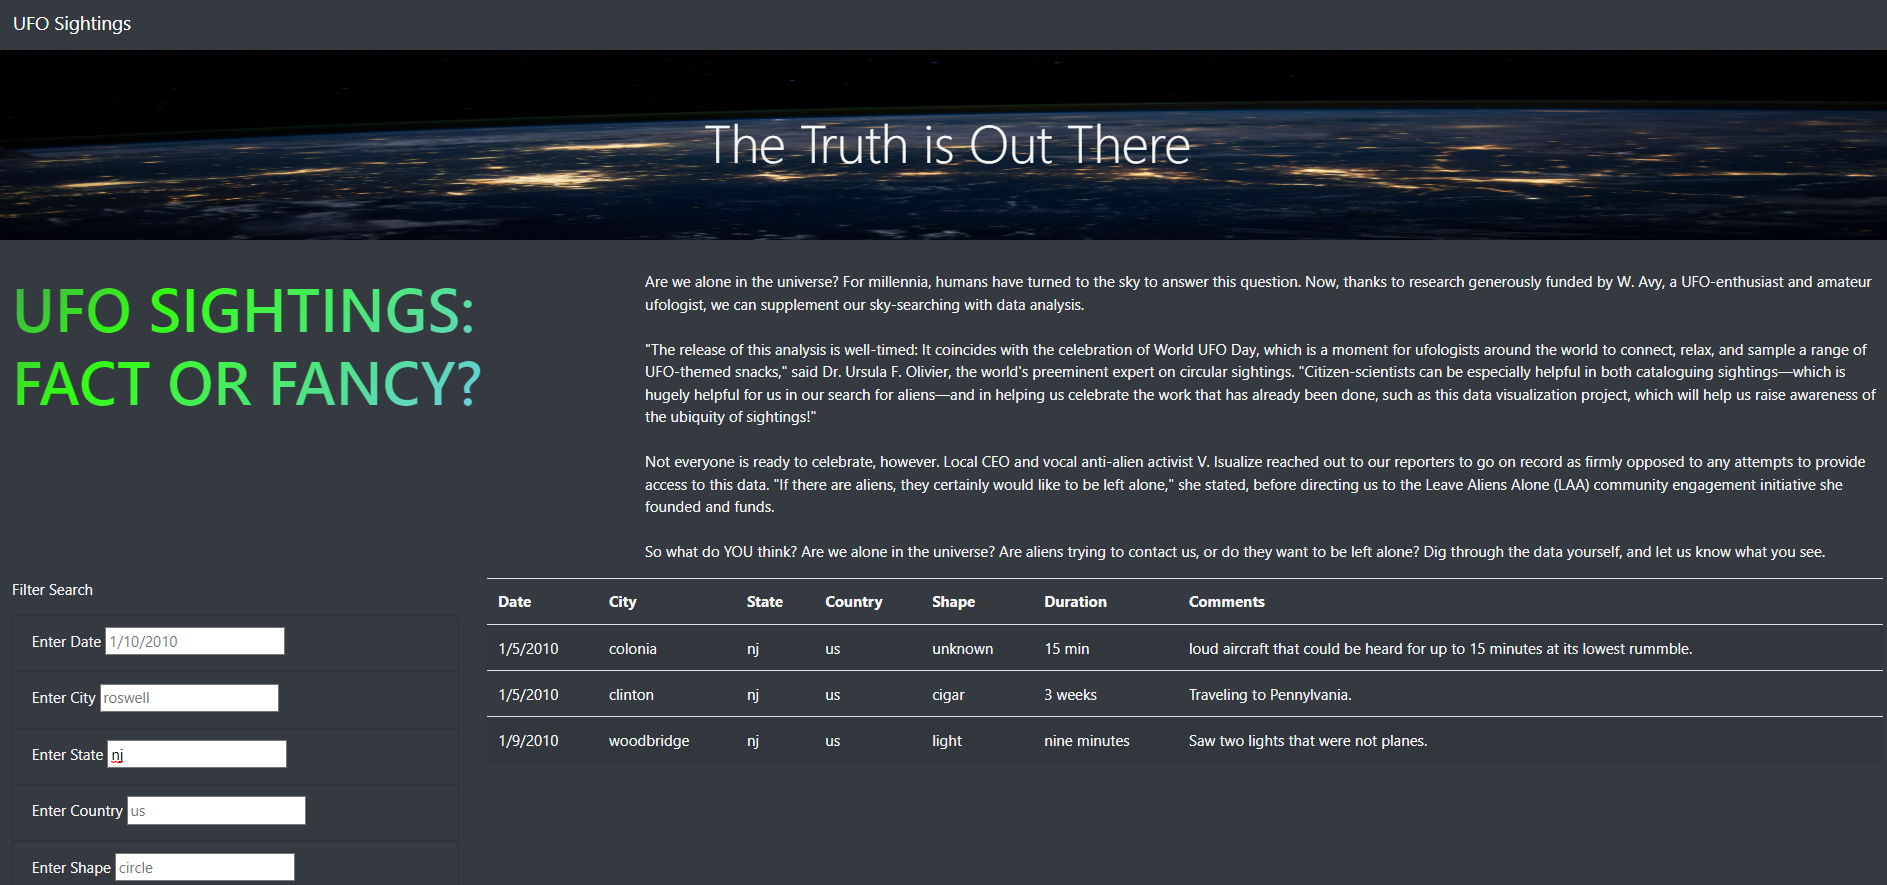 UFO Sightings
The Truth is Out There
UFO SIGHTINGS:
FACT OR FANCY?
Are we alone in the universe? For millennia, humans have turned to the sky to answer this question. Now, thanks to research generously funded by W. Avy, a UFO-enthusiast and amateur
ufologist, we can supplement our sky-searching with data analysis.
"The release of this analysis is well-timed: It coincides with the celebration of World UFO Day, which is a moment for ufologists around the world to connect, relax, and sample a range of
UFO-themed snacks," said Dr. Ursula F. Olivier, the world's preeminent expert on circular sightings. "Citizen-scientists can be especially helpful in both cataloguing sightings—which is
hugely helpful for us in our search for aliens—and in helping us celebrate the work that has already been done, such as this data visualization project, which will help us raise awareness of
the ubiquity of sightings!"
Not everyone is ready to celebrate, however. Local CEO and vocal anti-alien activist V. Isualize reached out to our reporters to go on record as firmly opposed to any attempts to provide
access to this data. "If there are aliens, they certainly would like to be left alone," she stated, before directing us to the Leave Aliens Alone (LAA) community engagement initiative she
founded and funds.
So what do YOU think? Are we alone in the universe? Are aliens trying to contact us, or do they want to be left alone? Dig through the data yourself, and let us know what you see.
Filter Search
Enter Date 1/10/2010
Enter City roswell
Enter State nj
Enter Country us
Enter Shape circle
Date City State Country Shape Duration Comments
1/5/2010 colonia nj us unknown 15 min loud aircraft that could be heard for up to 15 minutes at its lowest rummble.
1/5/2010 clinton nj us cigar 3 weeks Traveling to Pennylvania.
1/9/2010 woodbridge nj us light nine minutes Saw two lights that were not planes.